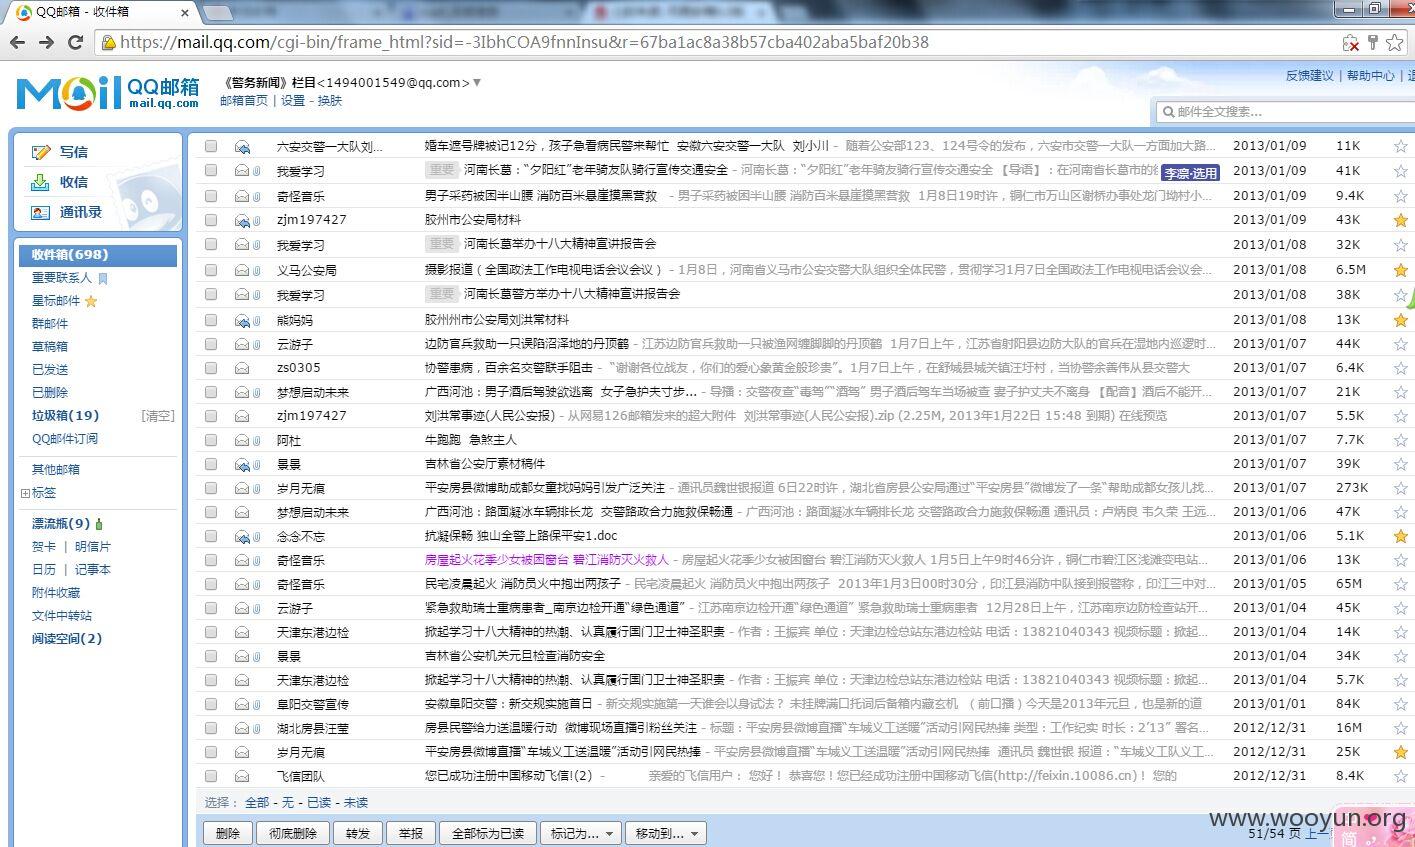 QQ邮箱 - 收件箱
https://mail.qq.com/cgi-bin/frame_html?sid=-3IbhCOA9fnnInsu&r=67ba1ac8a38b57cba402aba5baf20b38
Mail QQ邮箱 mail.qq.com
《警务新闻》栏目<1494001549@qq.com>
邮箱首页 | 设置 - 换肤
反馈建议 | 帮助中心 |
邮件全文搜索...
写信
收信
通讯录
收件箱(698)
重要联系人
星标邮件
群邮件
草稿箱
已发送
已删除
垃圾箱(19) [清空]
QQ邮件订阅
其他邮箱
标签
漂流瓶(9)
贺卡 | 明信片
日历 | 记事本
附件收藏
文件中转站
阅读空间(2)
六安交警一大队刘... 婚车遮号牌被记12分，孩子急看病民警来帮忙 安徽六安交警一大队 刘小川 - 随着公安部123、124号令的发布，六安市交警一大队一方面加大路... 2013/01/09 11K
我爱学习 重要 河南长葛：“夕阳红”老年骑友队骑行宣传交通安全 - 河南长葛：“夕阳红”老年骑友骑行宣传交通安全 【导语】：在河南省长葛市的 李凛-选用 2013/01/09 41K
奇怪音乐 男子采药被困半山腰 消防百米悬崖摸黑营救 - 男子采药被困半山腰 消防百米悬崖摸黑营救 1月8日19时许，铜仁市万山区谢桥办事处龙门坳村小... 2013/01/09 9.4K
zjm197427 胶州市公安局材料 2013/01/09 43K
我爱学习 重要 河南长葛举办十八大精神宣讲报告会 2013/01/08 32K
义马公安局 摄影报道（全国政法工作电视电话会议会议） - 1月8日，河南省义马市公安交警大队组织全体民警，贯彻学习1月7日全国政法工作电视电话会议会... 2013/01/08 6.5M
我爱学习 重要 河南长葛警方举办十八大精神宣讲报告会 2013/01/08 38K
熊妈妈 胶州州市公安局刘洪常材料 2013/01/08 13K
云游子 边防官兵救助一只误陷沼泽地的丹顶鹤 - 江苏边防官兵救助一只被渔网缠脚脚的丹顶鹤 1月7日上午，江苏省射阳县边防大队的官兵在湿地内巡逻时... 2013/01/07 44K
zs0305 协警患病，百余名交警联手阻击 - “谢谢各位战友，你们的爱心象黄金般珍贵”。1月7日上午，在舒城县城关镇汪圩村，当协警余善伟从县交警大 2013/01/07 6.4K
梦想启动未来 广西河池：男子酒后驾驶欲逃离 女子急护夫寸步... - 导播：交警夜查“毒驾”“酒驾” 男子酒后驾车当场被查 妻子护丈夫不离身 【配音】酒后不能开... 2013/01/07 21K
zjm197427 刘洪常事迹(人民公安报) - 从网易126邮箱发来的超大附件 刘洪常事迹(人民公安报).zip (2.25M, 2013年1月22日 15:48 到期) 在线预览 2013/01/07 5.5K
阿杜 牛跑跑 急煞主人 2013/01/07 7.7K
景景 吉林省公安厅素材稿件 2013/01/07 39K
岁月无痕 平安房县微博助成都女童找妈妈引发广泛关注 - 通讯员魏世银报道 6日22时许，湖北省房县公安局通过“平安房县”微博发了一条“帮助成都女孩儿找... 2013/01/07 273K
梦想启动未来 广西河池：路面凝冰车辆排长龙 交警路政合力施救保畅通 - 广西河池：路面凝冰车辆排长龙 交警路政合力施救保畅通 通讯员：卢炳良 韦久荣 王远... 2013/01/06 47K
念念不忘 抗凝保畅 独山全警上路保平安1.doc 2013/01/06 5.1K
奇怪音乐 房屋起火花季少女被困窗台 碧江消防灭火救人 - 房屋起火花季少女被困窗台 碧江消防灭火救人 1月5日上午9时46分许，铜仁市碧江区浅滩变电站... 2013/01/06 13K
奇怪音乐 民宅凌晨起火 消防员火中抱出两孩子 - 民宅凌晨起火 消防员火中抱出两孩子 2013年1月3日00时30分，印江县消防中队接到报警称，印江三中对... 2013/01/05 65M
云游子 紧急救助瑞士重病患者_南京边检开通“绿色通道” - 江苏南京边检开通“绿色通道” 紧急救助瑞士重病患者 12月28日上午，江苏南京边防检查站开... 2013/01/04 45K
天津东港边检 掀起学习十八大精神的热潮、认真履行国门卫士神圣职责 - 作者：王振宾 单位：天津边检总站东港边检站 电话：13821040343 视频标题：掀起... 2013/01/04 14K
景景 吉林省公安机关元旦检查消防安全 2013/01/04 34K
天津东港边检 掀起学习十八大精神的热潮、认真履行国门卫士神圣职责 - 作者：王振宾 单位：天津边检总站东港边检站 电话：13821040343 视频标题：掀起... 2013/01/04 5.7K
阜阳交警宣传 安徽阜阳交警：新交规实施首日 - 新交规实施第一天谁会以身试法？ 未挂牌满口托词后备箱内藏玄机 （前口播）今天是2013年元旦，也是新的道 2013/01/01 84K
湖北房县汪莹 房县民警给力送温暖行动 微博现场直播引粉丝关注 - 标题：平安房县微博直播“车城义工送暖”活动引网民热捧 类型：工作纪实 时长：2’13” 署名... 2012/12/31 16M
岁月无痕 平安房县微博直播“车城义工送温暖”活动引网民热捧 - 平安房县微博直播“车城义工送温暖”活动引网民热捧 通讯员 魏世银 报道：“车城义工队义工... 2012/12/31 25K
飞信团队 您已成功注册中国移动飞信!(2) - 亲爱的飞信用户： 您好！ 恭喜您！您已经成功注册中国移动飞信(http://feixin.10086.cn)！ 您的 2012/12/31 8.4K
选择： 全部 - 无 - 已读 - 未读
删除 彻底删除 转发 举报 全部标为已读 标记为... 移动到...
51/54 页 上一
www.wooyun.org
简